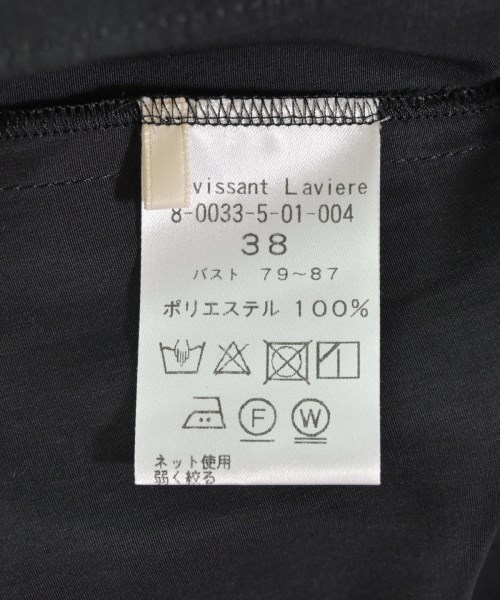 vissant Laviere
8-0033-5-01-004
38
バスト 79～87
ポリエステル 100%
F
W
ネット使用
弱く絞る